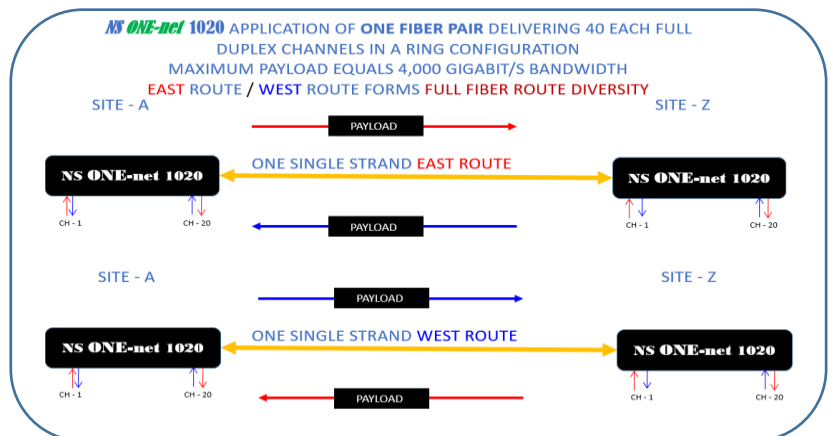 NS ONE-net 1020 APPLICATION OF ONE FIBER PAIR DELIVERING 40 EACH FULL
DUPLEX CHANNELS IN A RING CONFIGURATION
MAXIMUM PAYLOAD EQUALS 4,000 GIGABIT/S BANDWIDTH
EAST ROUTE / WEST ROUTE FORMS FULL FIBER ROUTE DIVERSITY
SITE - A
SITE - Z
PAYLOAD
ONE SINGLE STRAND EAST ROUTE
NS ONE-net 1020
NS ONE-net 1020
CH - 1
CH - 20
PAYLOAD
CH - 1
CH - 20
SITE - A
SITE - Z
PAYLOAD
ONE SINGLE STRAND WEST ROUTE
NS ONE-net 1020
NS ONE-net 1020
CH - 1
CH - 20
PAYLOAD
CH - 1
CH - 20